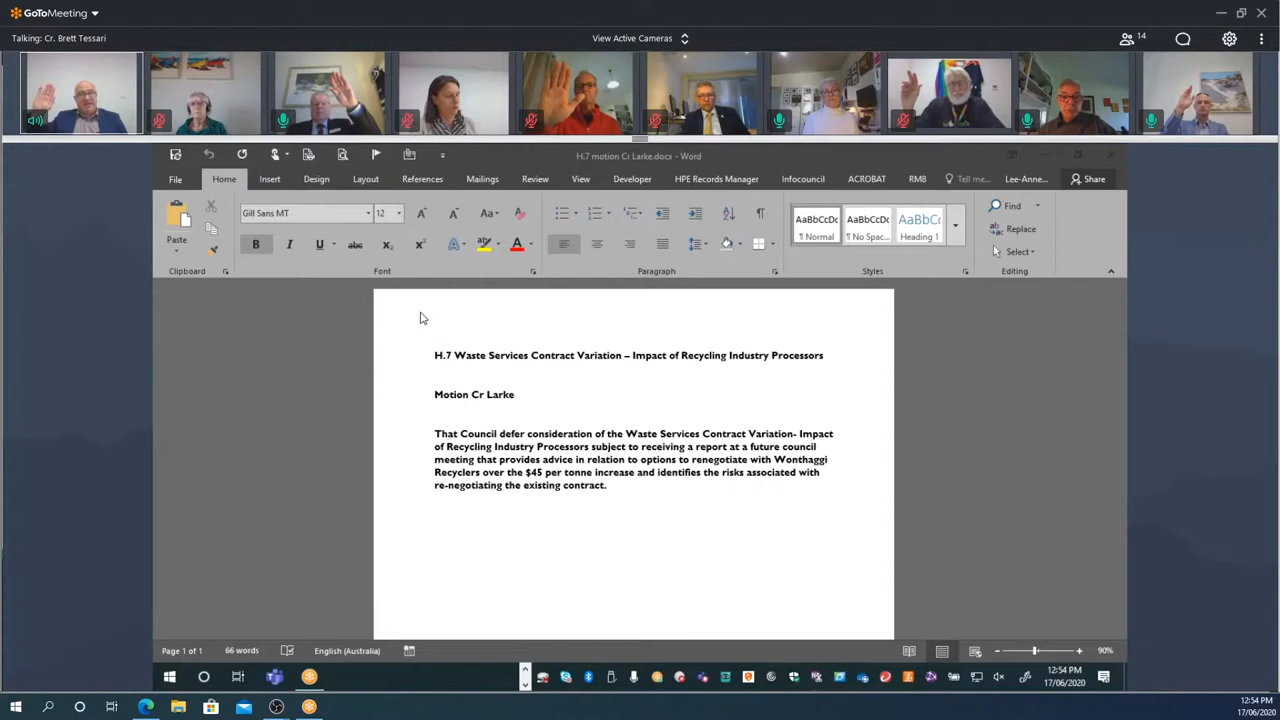 GoToMeeting
Talking: Cr. Brett Tessari
View Active Cameras
14
H.7 motion Cr Larke.docx - Word
File Home Insert Design Layout References Mailings Review View Developer HPE Records Manager Infocouncil ACROBAT RM8 Tell me... Lee-Anne... Share
Gill Sans MT 12 Aa
AaBbCcDc AaBbCcDc AaBbCc
¶ Normal ¶ No Spac... Heading 1
Paste
B I U abc X₂ X² A A
Find
Replace
Select
Clipboard Font Paragraph Styles Editing
H.7 Waste Services Contract Variation – Impact of Recycling Industry Processors
Motion Cr Larke
That Council defer consideration of the Waste Services Contract Variation- Impact
of Recycling Industry Processors subject to receiving a report at a future council
meeting that provides advice in relation to options to renegotiate with Wonthaggi
Recyclers over the $45 per tonne increase and identifies the risks associated with
re-negotiating the existing contract.
Page 1 of 1 66 words English (Australia) 90%
12:54 PM
17/06/2020
12:54 PM
17/06/2020